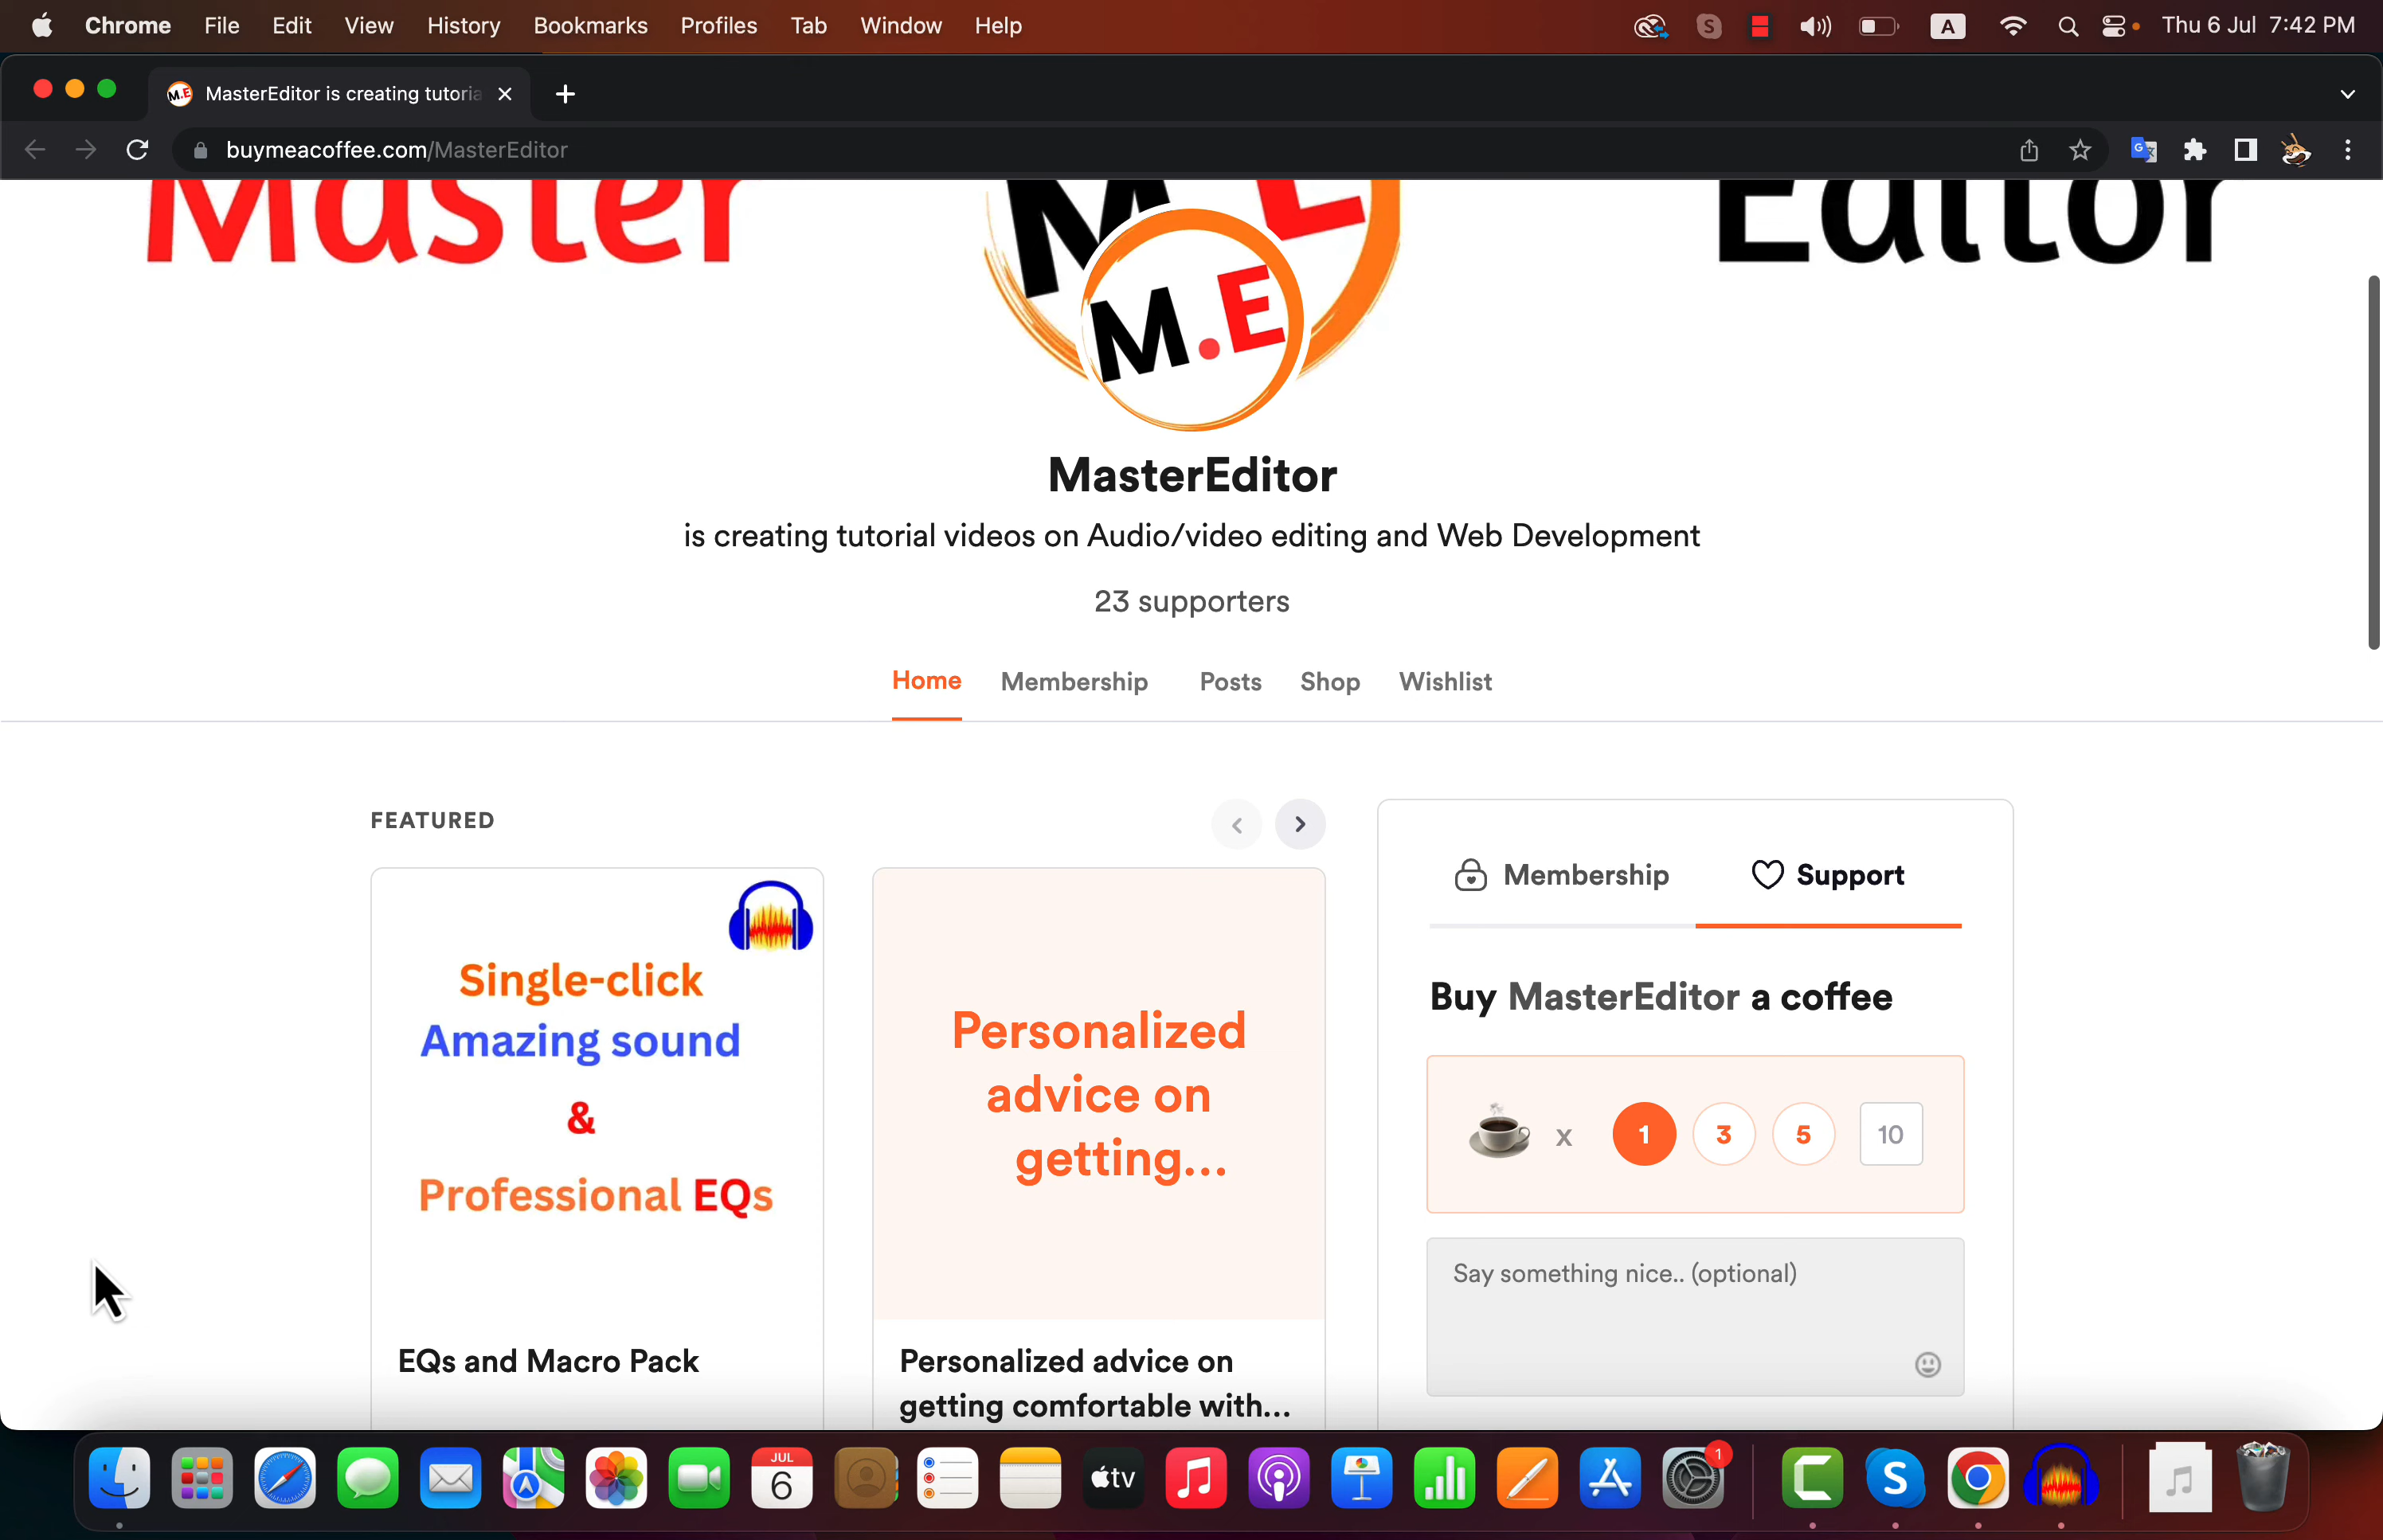 Chrome File Edit View History Bookmarks Profiles Tab Window Help A Thu 6 Jul 7:42 PM
M.E MasterEditor is creating tutoria
buymeacoffee.com/MasterEditor
Master M.E Editor
M.E
MasterEditor
is creating tutorial videos on Audio/video editing and Web Development
23 supporters
Home Membership Posts Shop Wishlist
FEATURED
Membership Support
Single-click
Amazing sound
&
Professional EQs
Personalized
advice on
getting...
Buy MasterEditor a coffee
x 1 3 5 10
Say something nice.. (optional)
EQs and Macro Pack
Personalized advice on
getting comfortable with...
JUL
6
tv
1